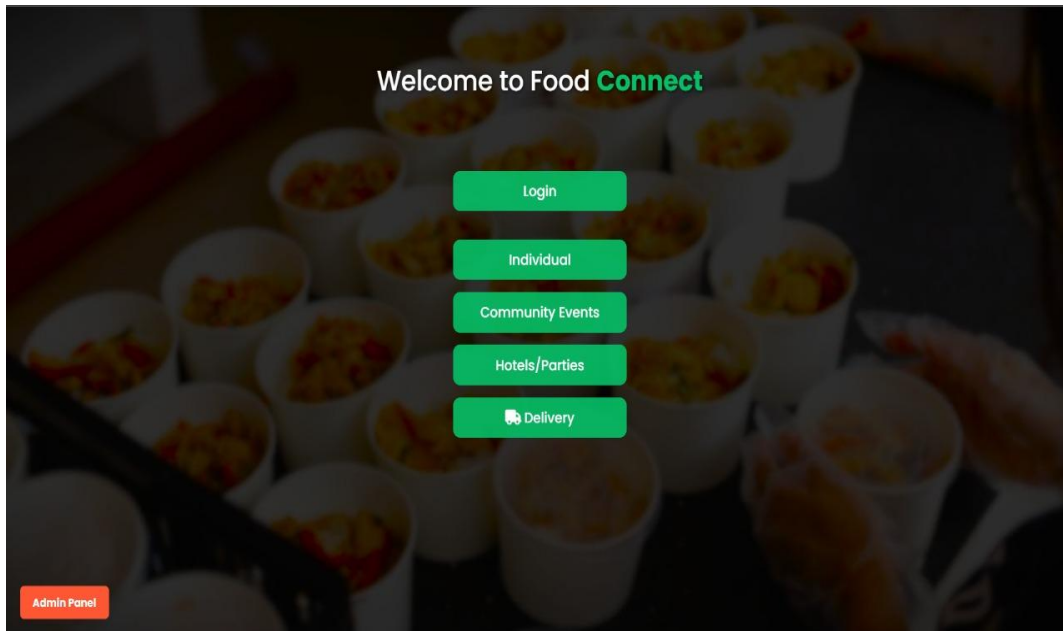 Welcome to Food Connect
Login
Individual
Community Events
Hotels/Parties
Delivery
Admin Panel